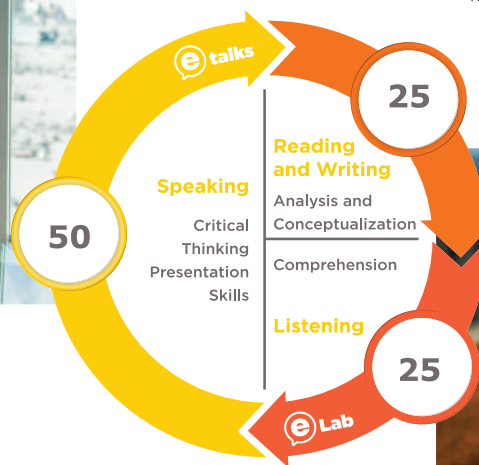 e talks
25
50
Speaking
Critical
Thinking
Presentation
Skills
Reading
and Writing
Analysis and
Conceptualization
Comprehension
Listening
25
e Lab